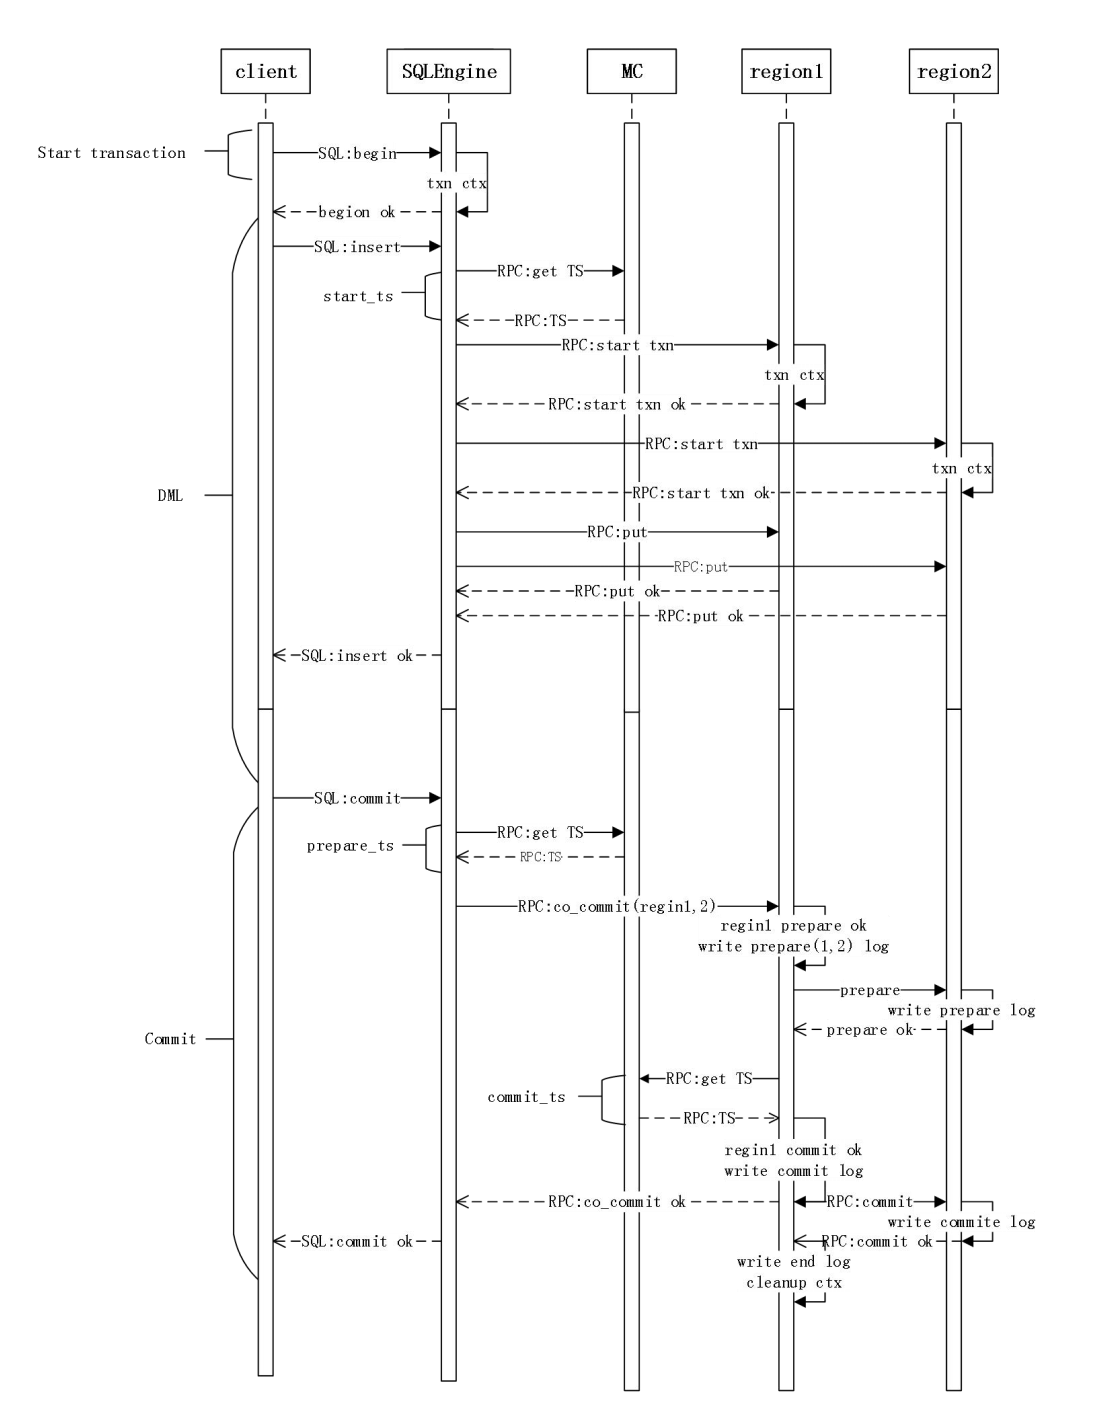 client
SQLEngine
MC
region1
region2
Start transaction
SQL:begin
txn ctx
begion ok
SQL:insert
RPC:get TS
start_ts
RPC:TS
RPC:start txn
txn ctx
RPC:start txn ok
RPC:start txn
txn ctx
DML
RPC:start txn ok
RPC:put
RPC:put
RPC:put ok
RPC:put ok
SQL:insert ok
SQL:commit
RPC:get TS
prepare_ts
RPC:TS
RPC:co_commit(regin1,2)
regin1 prepare ok
write prepare(1,2) log
prepare
write prepare log
prepare ok
Commit
RPC:get TS
commit_ts
RPC:TS
regin1 commit ok
write commit log
RPC:co_commit ok
RPC:commit
write commite log
SQL:commit ok
RPC:commit ok
write end log
cleanup ctx